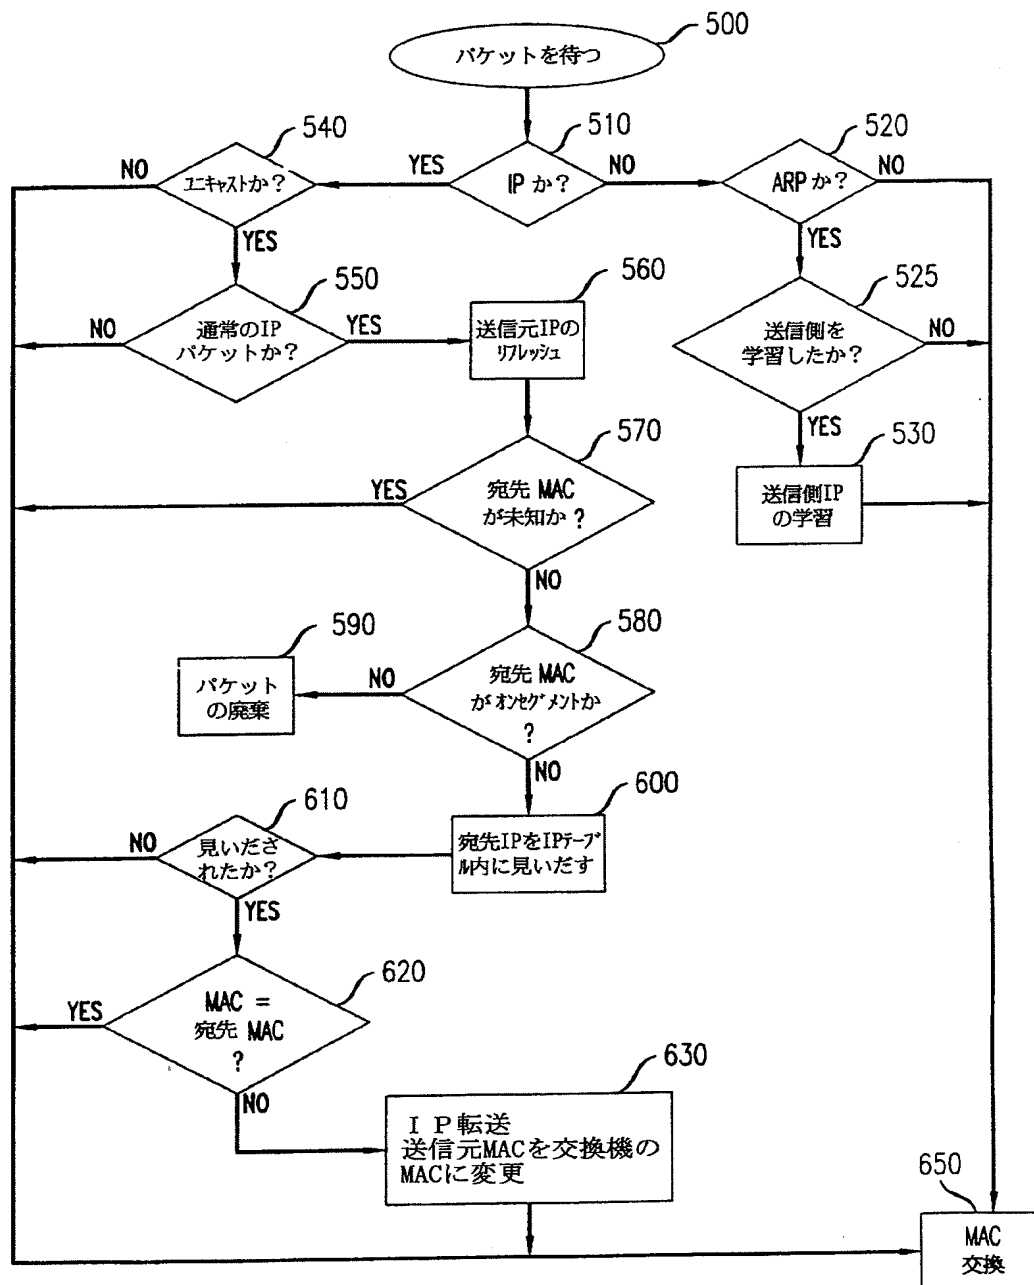 500
パケットを待つ
540
510
520
NO
ユニキャストか?
YES
IP か?
NO
ARP か?
NO
YES
YES
550
560
525
NO
通常のIP
パケットか?
YES
送信元IPの
リフレッシュ
送信側を
学習したか?
NO
570
YES
530
YES
宛先 MAC
が未知か ?
送信側IP
の学習
NO
590
580
パケット
の廃棄
NO
宛先 MAC
がオンセグメントか
?
NO
610
600
NO
見いださ
れたか?
宛先IPをIPテーブ
ル内に見いだす
YES
620
YES
MAC =
宛先 MAC
?
NO
630
IP転送
送信元MACを交換機の
MACに変更
650
MAC
交換